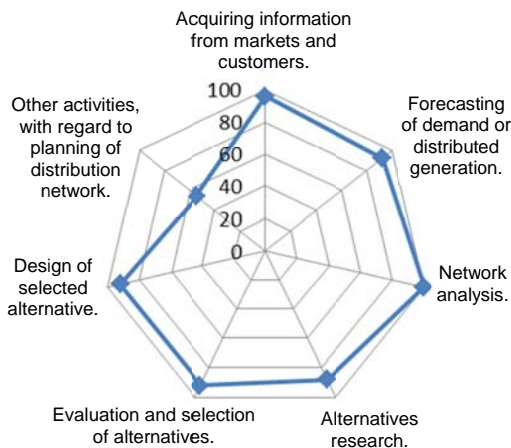 Acquiring information
from markets and
customers.
100
80
60
40
20
0
Forecasting
of demand or
distributed
generation.
Network
analysis.
Alternatives
research.
Evaluation and selection
of alternatives.
Design of
selected
alternative.
Other activities,
with regard to
planning of
distribution
network.